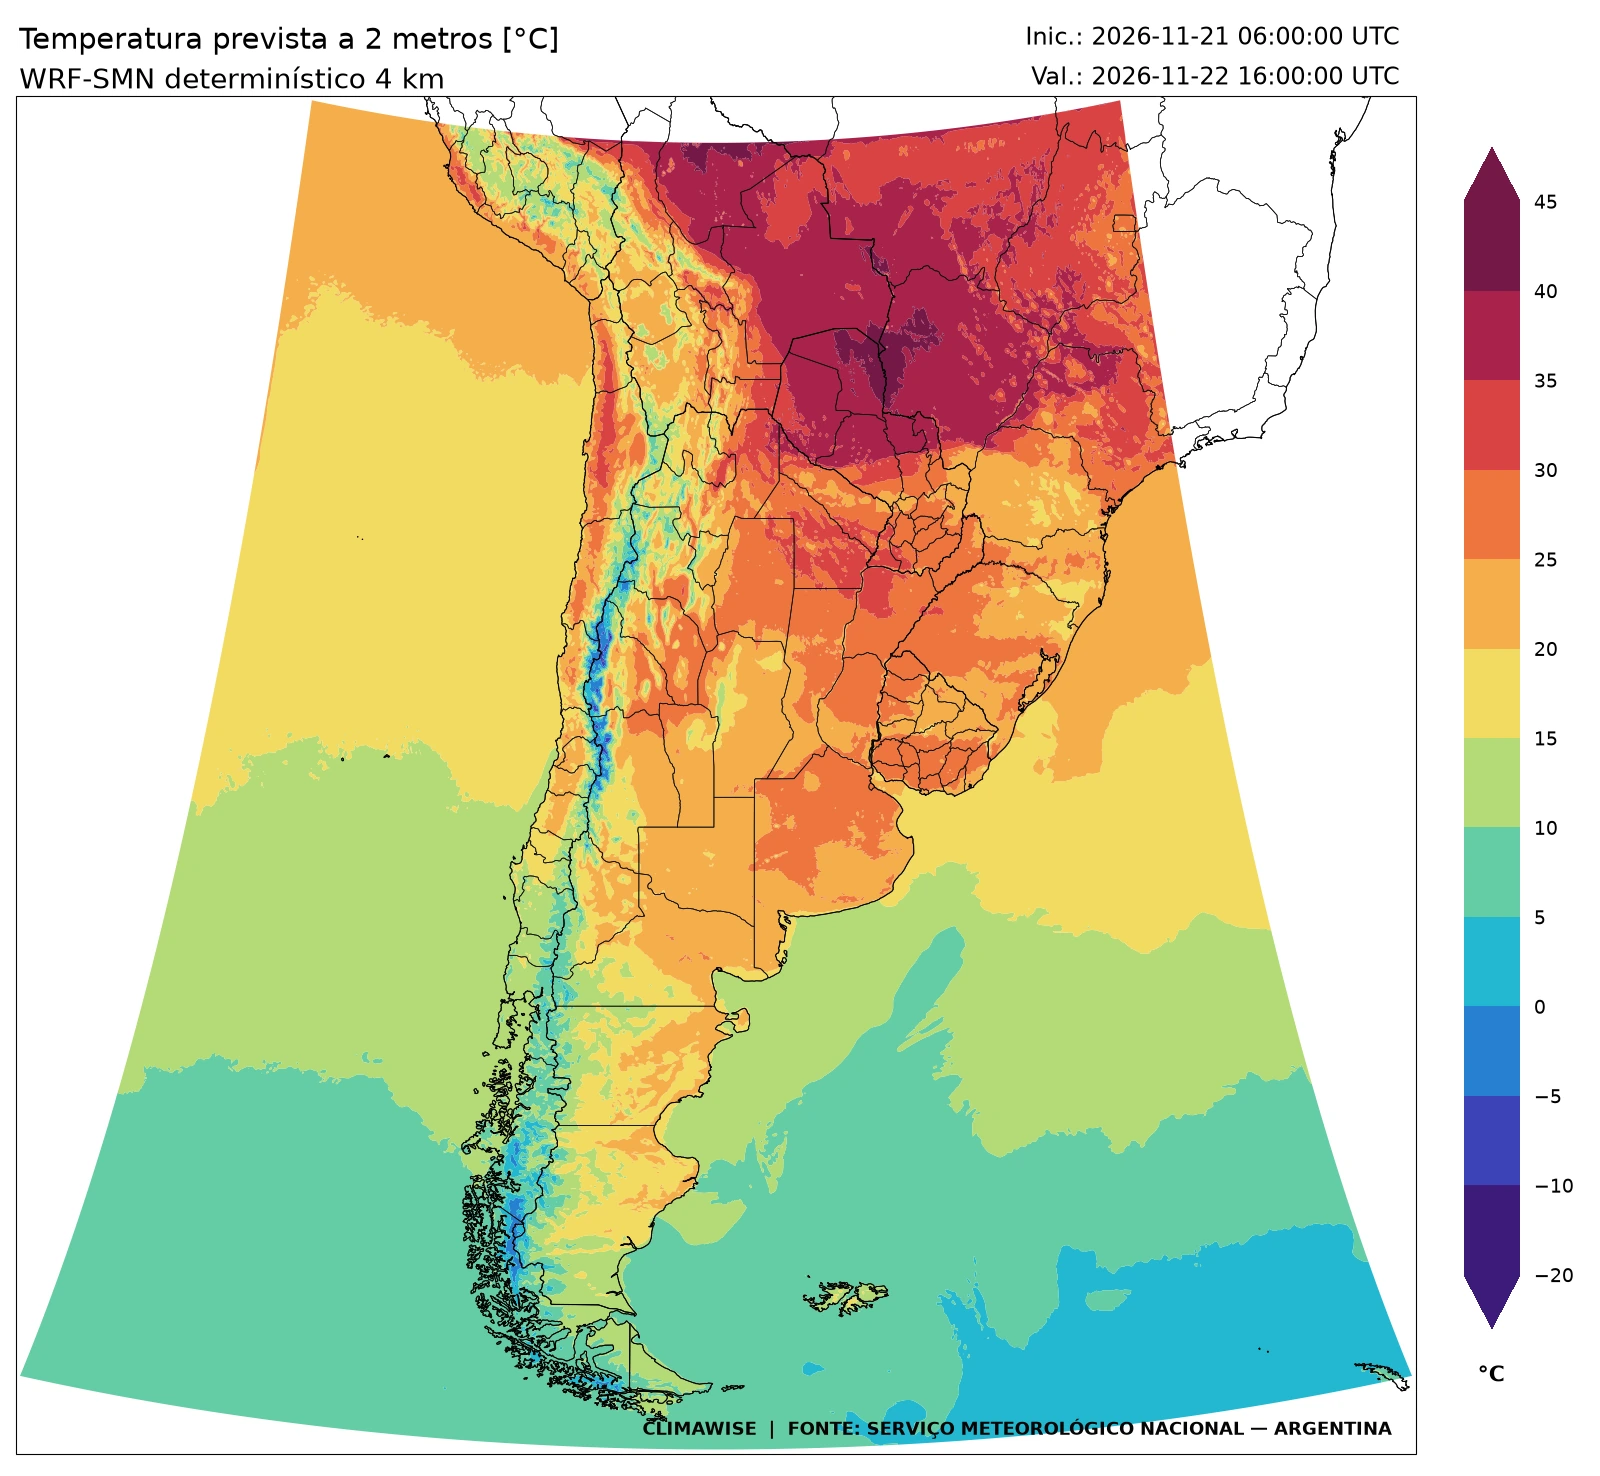 Temperatura prevista a 2 metros [°C]
WRF-SMN determinístico 4 km
Inic.: 2026-11-21 06:00:00 UTC
Val.: 2026-11-22 16:00:00 UTC
45
40
35
30
25
20
15
10
5
0
−5
−10
−20
°C
CLIMAWISE | FONTE: SERVIÇO METEOROLÓGICO NACIONAL — ARGENTINA